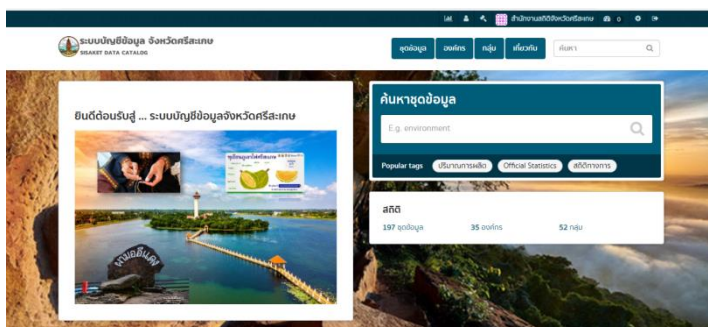 สำนักงานสถิติจังหวัดศรีสะเกษ 0
ระบบบัญชีข้อมูล จังหวัดศรีสะเกษ
SISAKET DATA CATALOG
ชุดข้อมูล องค์กร กลุ่ม เกี่ยวกับ ค้นหา
ยินดีต้อนรับสู่ ... ระบบบัญชีข้อมูลจังหวัดศรีสะเกษ
ผามออีแดง
ค้นหาชุดข้อมูล
E.g. environment
Popular tags ปริมาณการผลิต Official Statistics สถิติทางการ
สถิติ
197 ชุดข้อมูล 35 องค์กร 52 กลุ่ม